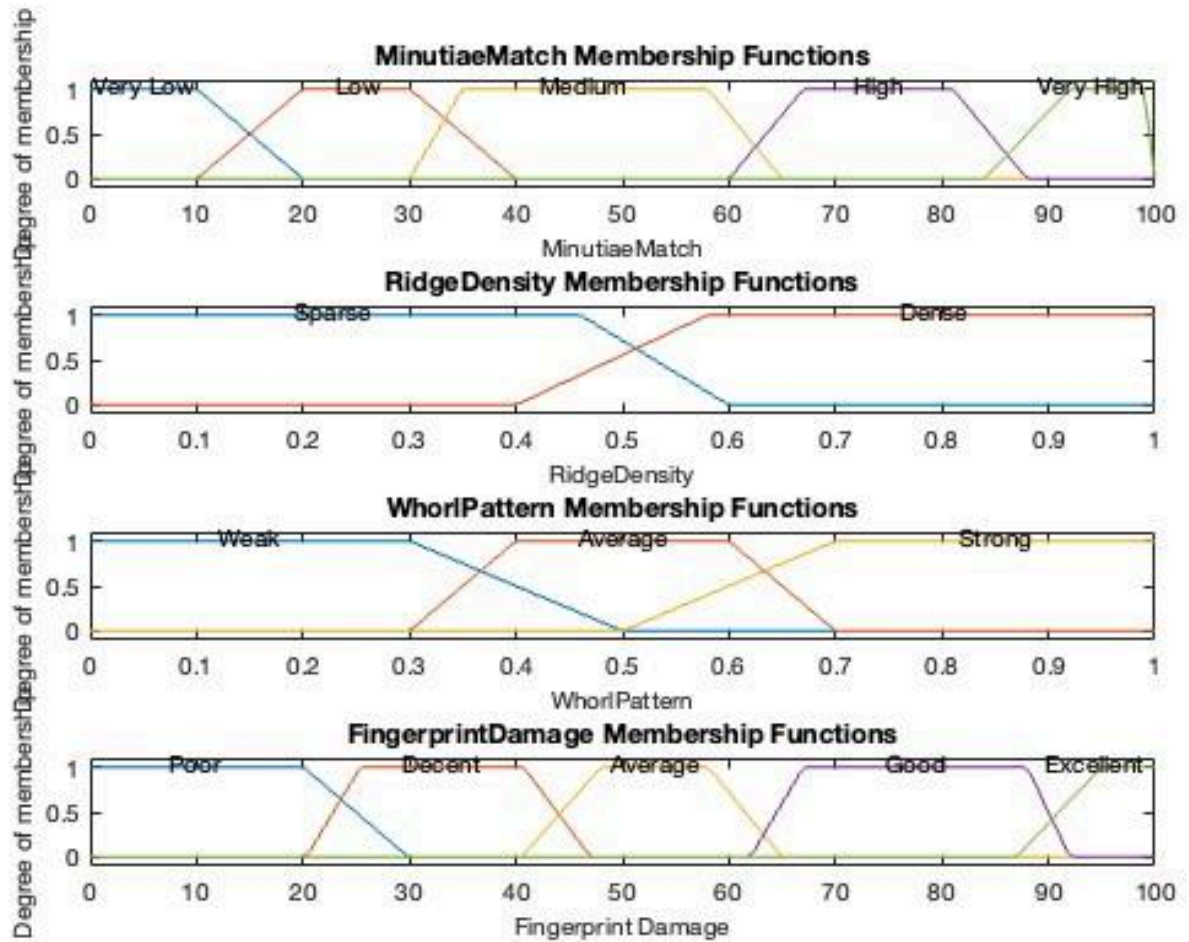 MinutiaeMatch Membership Functions
Degree of membership
Very Low Low Medium High Very High
1
0.5
0
0 10 20 30 40 50 60 70 80 90 100
MinutiaeMatch
RidgeDensity Membership Functions
Degree of membership
Sparse Dense
1
0.5
0
0 0.1 0.2 0.3 0.4 0.5 0.6 0.7 0.8 0.9 1
RidgeDensity
WhorlPattern Membership Functions
Degree of membership
Weak Average Strong
1
0.5
0
0 0.1 0.2 0.3 0.4 0.5 0.6 0.7 0.8 0.9 1
WhorlPattern
FingerprintDamage Membership Functions
Degree of membership
Poor Decent Average Good Excellent
1
0.5
0
0 10 20 30 40 50 60 70 80 90 100
Fingerprint Damage